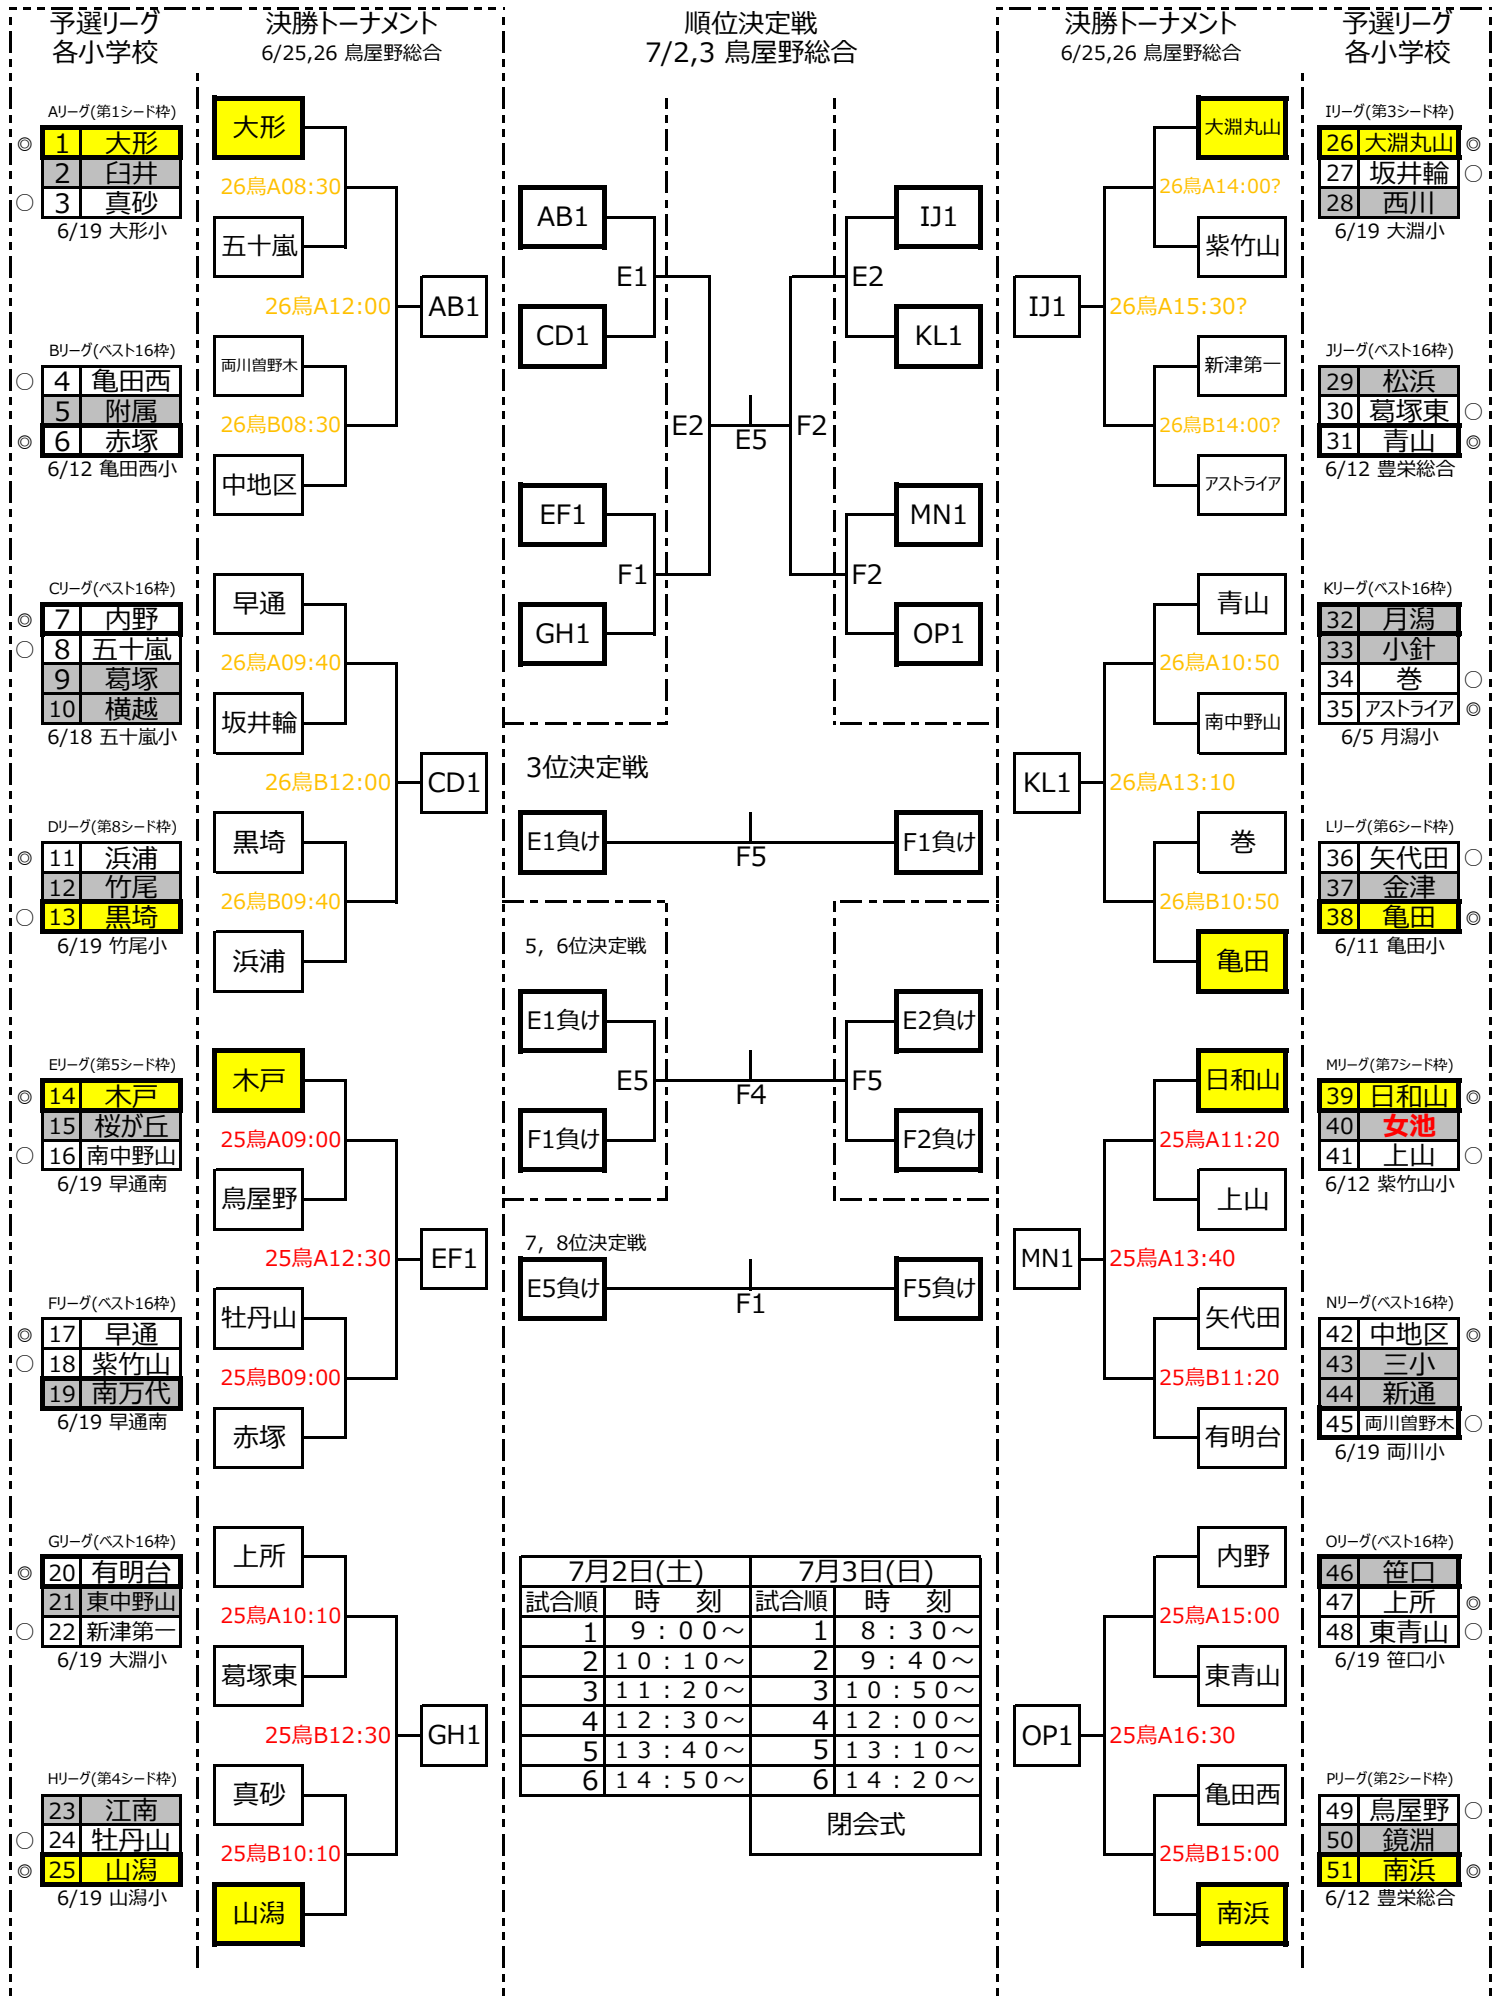 予選リーグ
各小学校
決勝トーナメント
6/25,26 鳥屋野総合
順位決定戦
7/2,3 鳥屋野総合
決勝トーナメント
6/25,26 鳥屋野総合
予選リーグ
各小学校
Aリーグ(第1シード枠)
◎ 1 大形
2 臼井
○ 3 真砂
6/19 大形小
Bリーグ(ベスト16枠)
○ 4 亀田西
5 附属
◎ 6 赤塚
6/12 亀田西小
Cリーグ(ベスト16枠)
◎ 7 内野
○ 8 五十嵐
9 葛塚
10 横越
6/18 五十嵐小
Dリーグ(第8シード枠)
◎ 11 浜浦
12 竹尾
○ 13 黒埼
6/19 竹尾小
Eリーグ(第5シード枠)
◎ 14 木戸
15 桜が丘
○ 16 南中野山
6/19 早通南
Fリーグ(ベスト16枠)
◎ 17 早通
○ 18 紫竹山
19 南万代
6/19 早通南
Gリーグ(ベスト16枠)
◎ 20 有明台
21 東中野山
○ 22 新津第一
6/19 大淵小
Hリーグ(第4シード枠)
23 江南
○ 24 牡丹山
◎ 25 山潟
6/19 山潟小
大形
26鳥A08:30
五十嵐
26鳥A12:00
AB1
両川曽野木
26鳥B08:30
中地区
早通
26鳥A09:40
坂井輪
26鳥B12:00
CD1
黒埼
26鳥B09:40
浜浦
木戸
25鳥A09:00
鳥屋野
25鳥A12:30
EF1
牡丹山
25鳥B09:00
赤塚
上所
25鳥A10:10
葛塚東
25鳥B12:30
GH1
真砂
25鳥B10:10
山潟
AB1
IJ1
E1
E2
CD1
KL1
E2
E5
F2
EF1
MN1
F1
F2
GH1
OP1
3位決定戦
E1負け
F5
F1負け
5, 6位決定戦
E1負け
E2負け
E5
F4
F5
F1負け
F2負け
7, 8位決定戦
E5負け
F1
F5負け
7月2日(土) 7月3日(日)
試合順 時 刻 試合順 時 刻
1 9:00～ 1 8:30～
2 10:10～ 2 9:40～
3 11:20～ 3 10:50～
4 12:30～ 4 12:00～
5 13:40～ 5 13:10～
6 14:50～ 6 14:20～
閉会式
大淵丸山
26鳥A14:00?
紫竹山
IJ1
26鳥A15:30?
新津第一
26鳥B14:00?
アストライア
青山
26鳥A10:50
南中野山
KL1
26鳥A13:10
巻
26鳥B10:50
亀田
日和山
25鳥A11:20
上山
MN1
25鳥A13:40
矢代田
25鳥B11:20
有明台
内野
25鳥A15:00
東青山
OP1
25鳥A16:30
亀田西
25鳥B15:00
南浜
Iリーグ(第3シード枠)
26 大淵丸山 ◎
27 坂井輪 ○
28 西川
6/19 大淵小
Jリーグ(ベスト16枠)
29 松浜
30 葛塚東 ○
31 青山 ◎
6/12 豊栄総合
Kリーグ(ベスト16枠)
32 月潟
33 小針
34 巻 ○
35 アストライア ◎
6/5 月潟小
Lリーグ(第6シード枠)
36 矢代田 ○
37 金津
38 亀田 ◎
6/11 亀田小
Mリーグ(第7シード枠)
39 日和山 ◎
40 女池
41 上山 ○
6/12 紫竹山小
Nリーグ(ベスト16枠)
42 中地区 ◎
43 三小
44 新通
45 両川曽野木 ○
6/19 両川小
Oリーグ(ベスト16枠)
46 笹口
47 上所 ◎
48 東青山 ○
6/19 笹口小
Pリーグ(第2シード枠)
49 鳥屋野 ○
50 鏡淵
51 南浜 ◎
6/12 豊栄総合